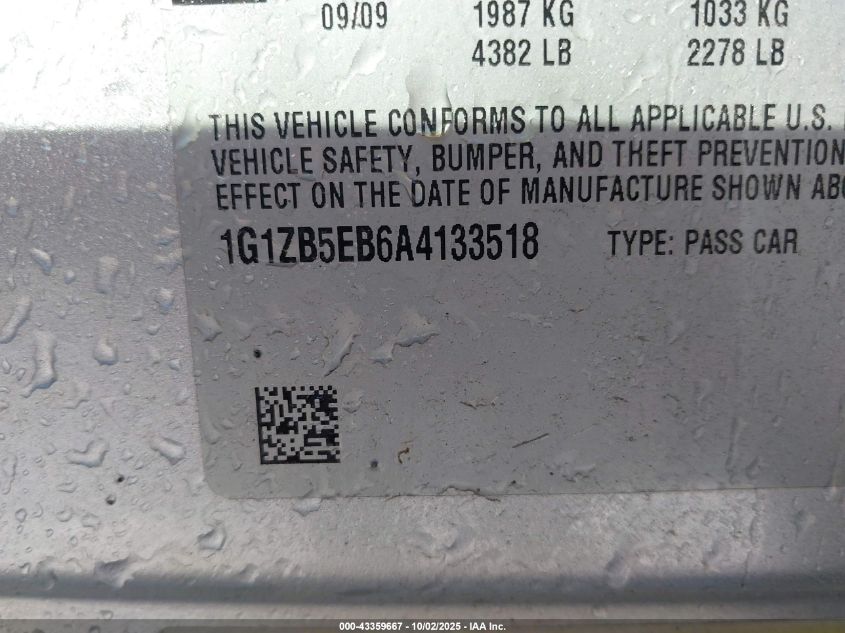 09/09 1987 KG 1033 KG
4382 LB 2278 LB
THIS VEHICLE CONFORMS TO ALL APPLICABLE U.S.
VEHICLE SAFETY, BUMPER, AND THEFT PREVENTION
EFFECT ON THE DATE OF MANUFACTURE SHOWN
1G1ZB5EB6A4133518 TYPE: PASS CAR
000-43359667 - 10/02/2025 - IAA Inc.